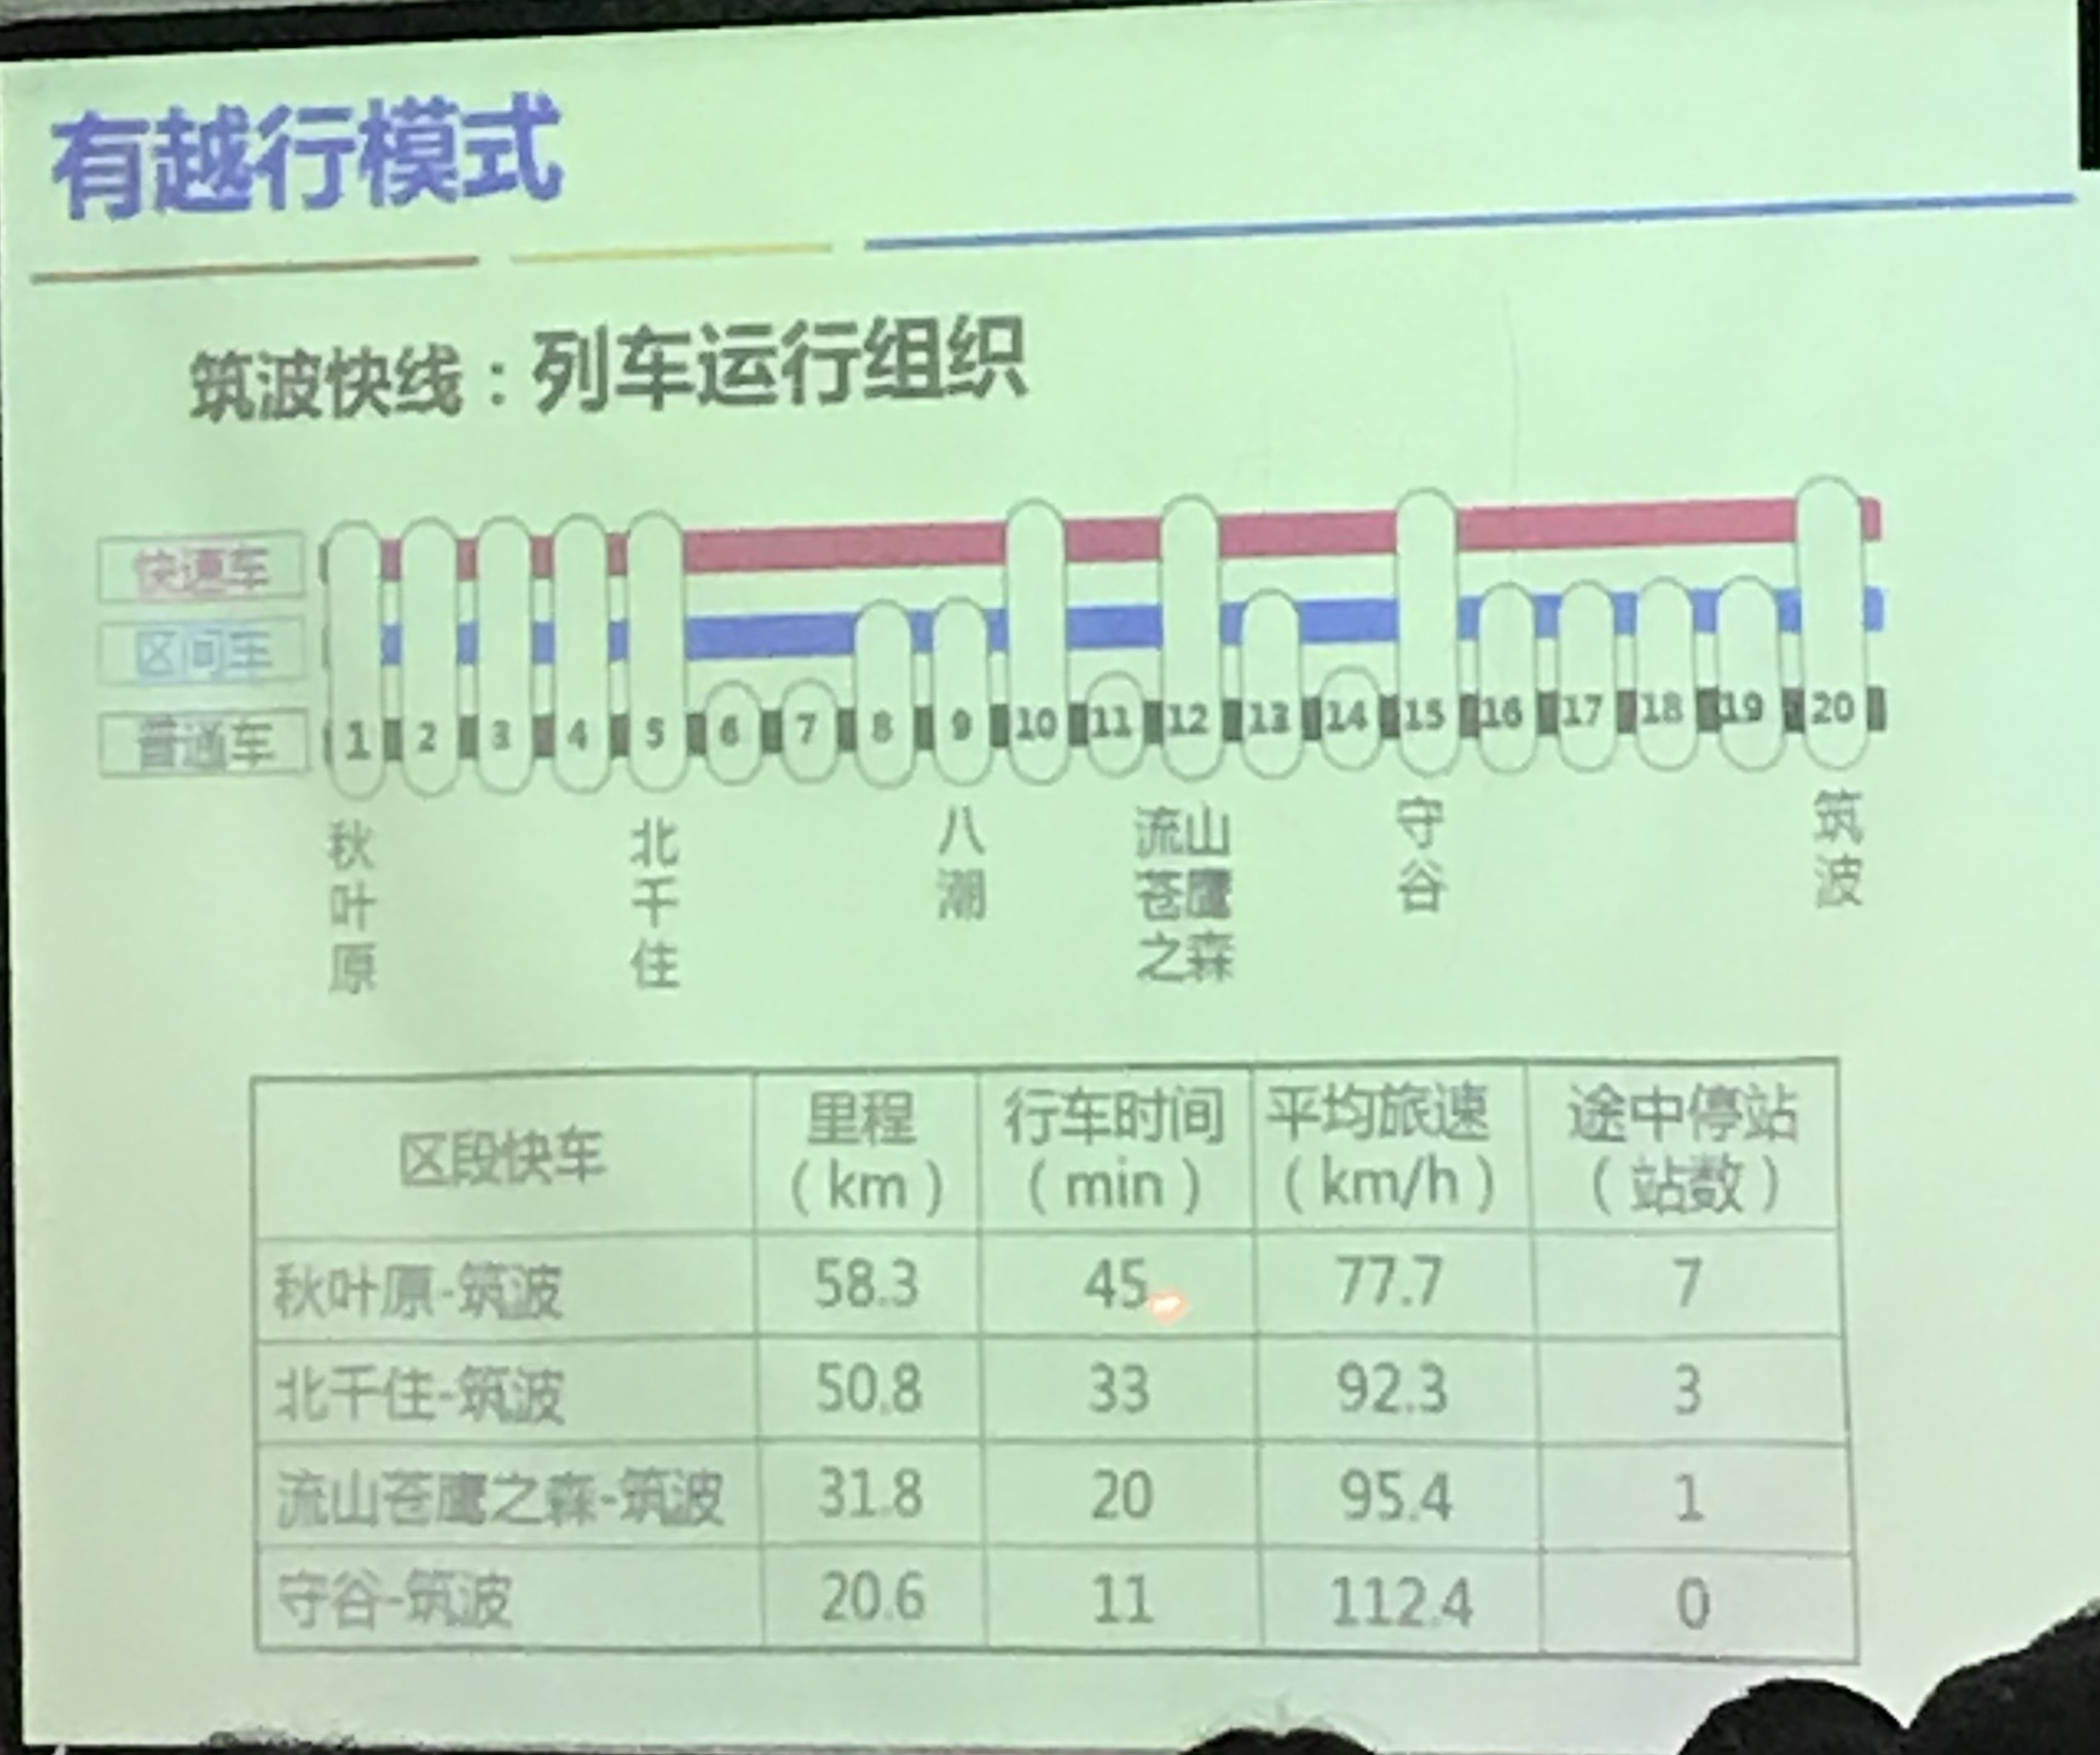 有越行模式
筑波快线：列车运行组织
快速车
区间车
普通车
1 2 3 4 5 6 7 8 9 10 11 12 13 14 15 16 17 18 19 20
秋叶原
北千住
八潮
流山苍鹰之森
守谷
筑波
区段快车 里程（km） 行车时间（min） 平均旅速（km/h） 途中停站（站数）
秋叶原-筑波 58.3 45 77.7 7
北千住-筑波 50.8 33 92.3 3
流山苍鹰之森-筑波 31.8 20 95.4 1
守谷-筑波 20.6 11 112.4 0